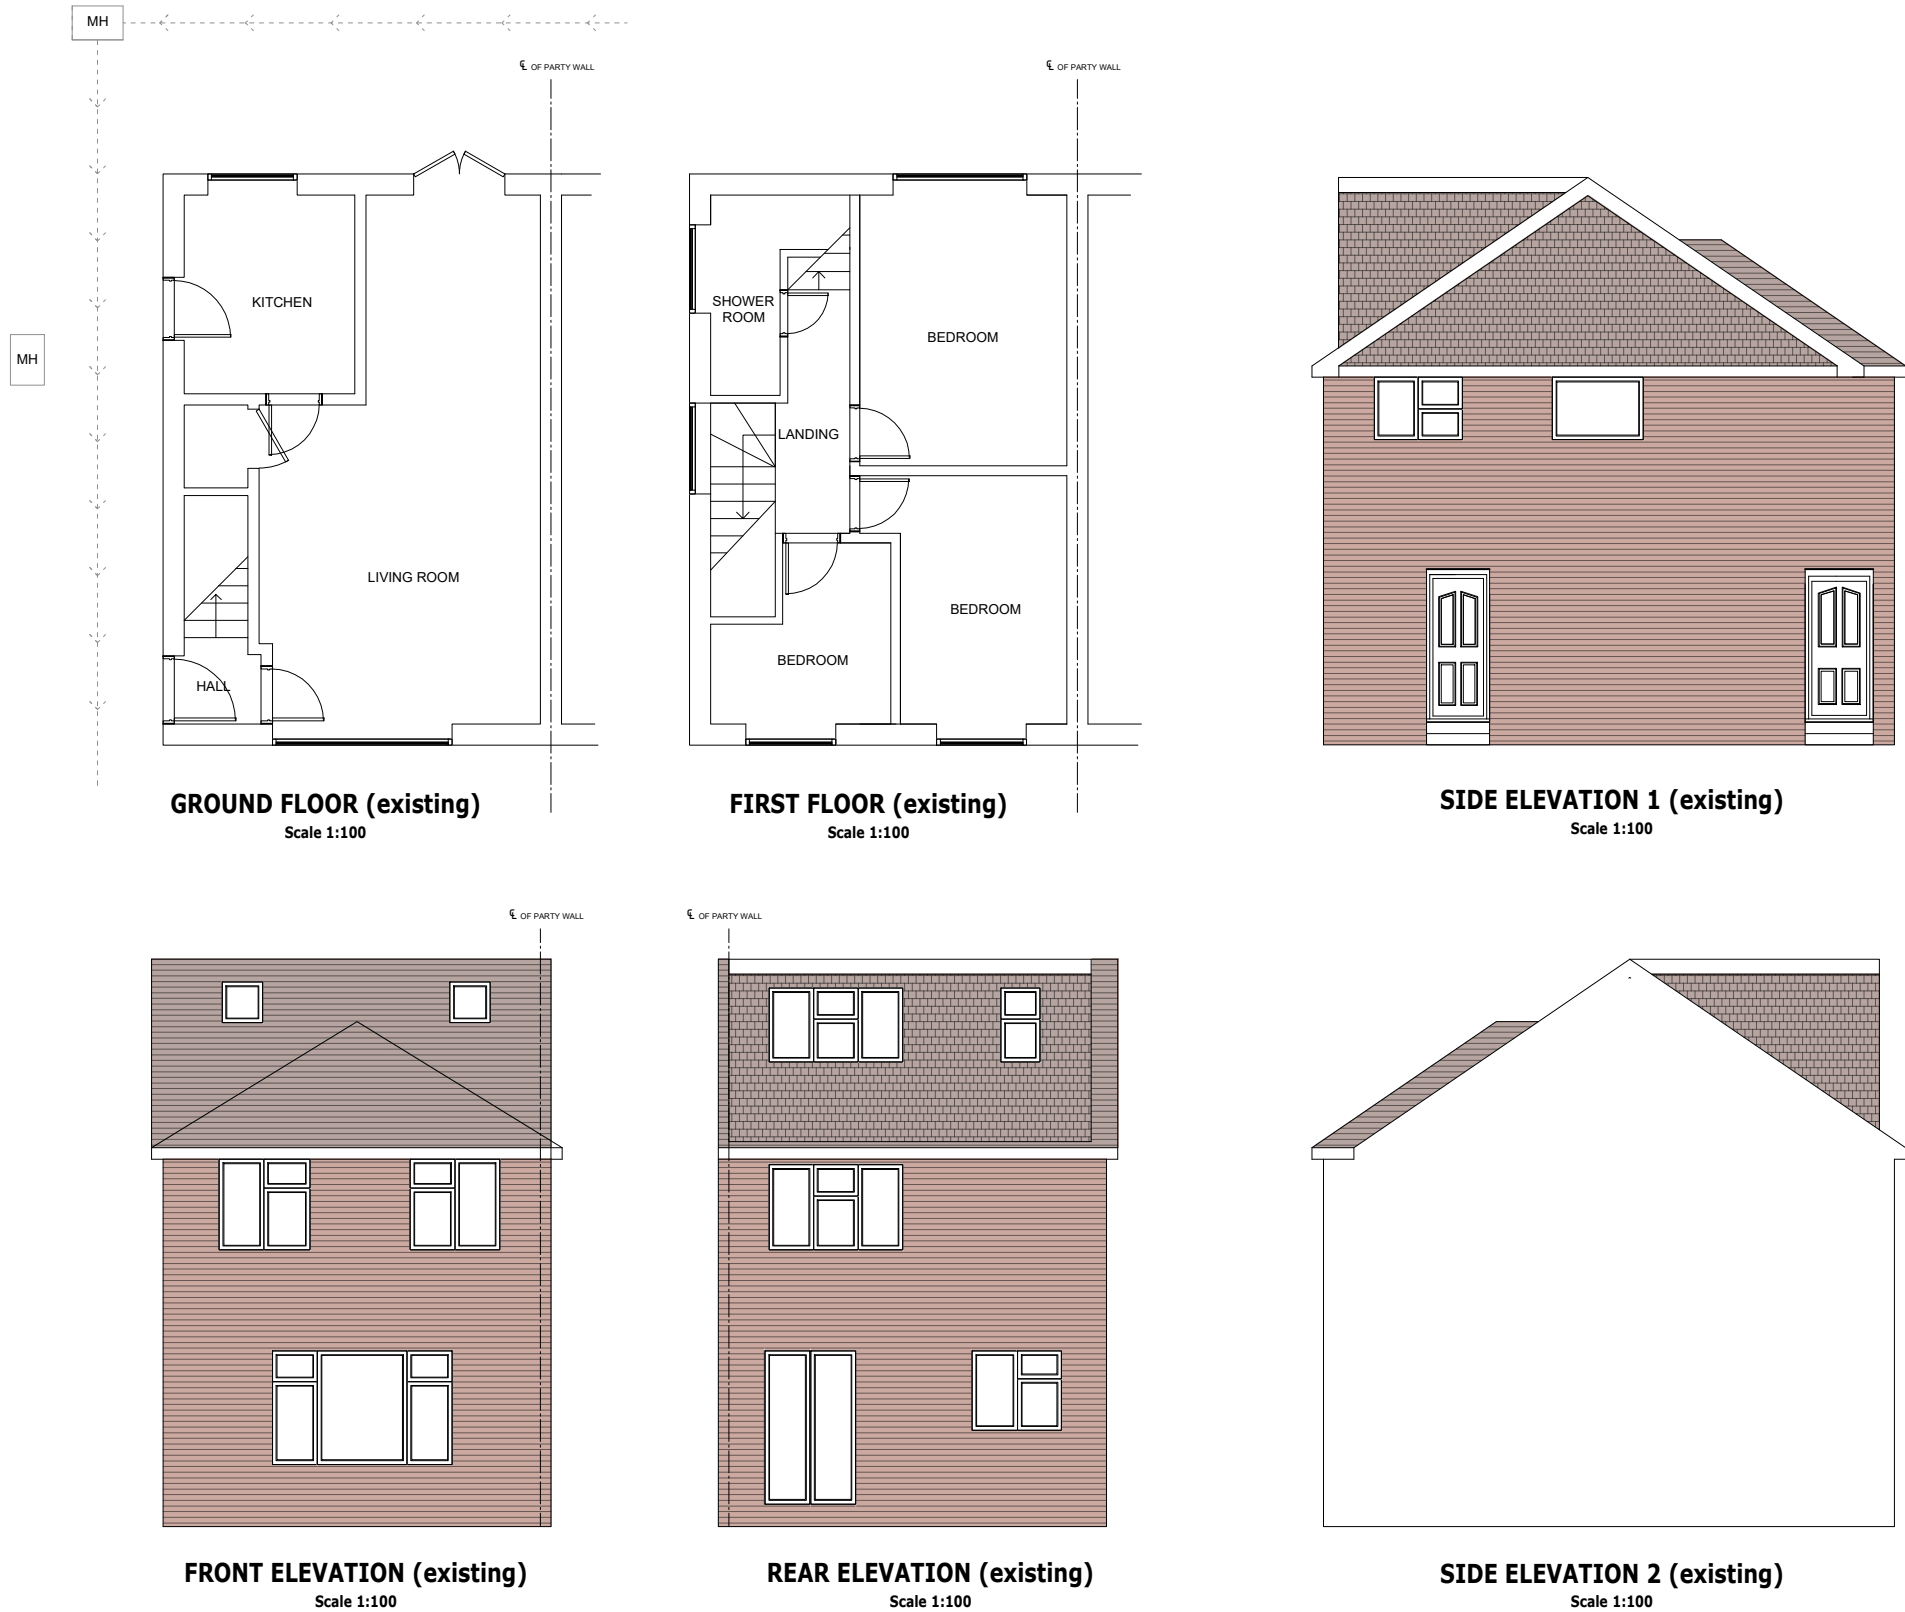 MH
℄ OF PARTY WALL
℄ OF PARTY WALL
KITCHEN
SHOWER
ROOM
BEDROOM
MH
LANDING
LIVING ROOM
BEDROOM
BEDROOM
HALL
GROUND FLOOR (existing)
Scale 1:100
FIRST FLOOR (existing)
Scale 1:100
SIDE ELEVATION 1 (existing)
Scale 1:100
℄ OF PARTY WALL
℄ OF PARTY WALL
FRONT ELEVATION (existing)
Scale 1:100
REAR ELEVATION (existing)
Scale 1:100
SIDE ELEVATION 2 (existing)
Scale 1:100